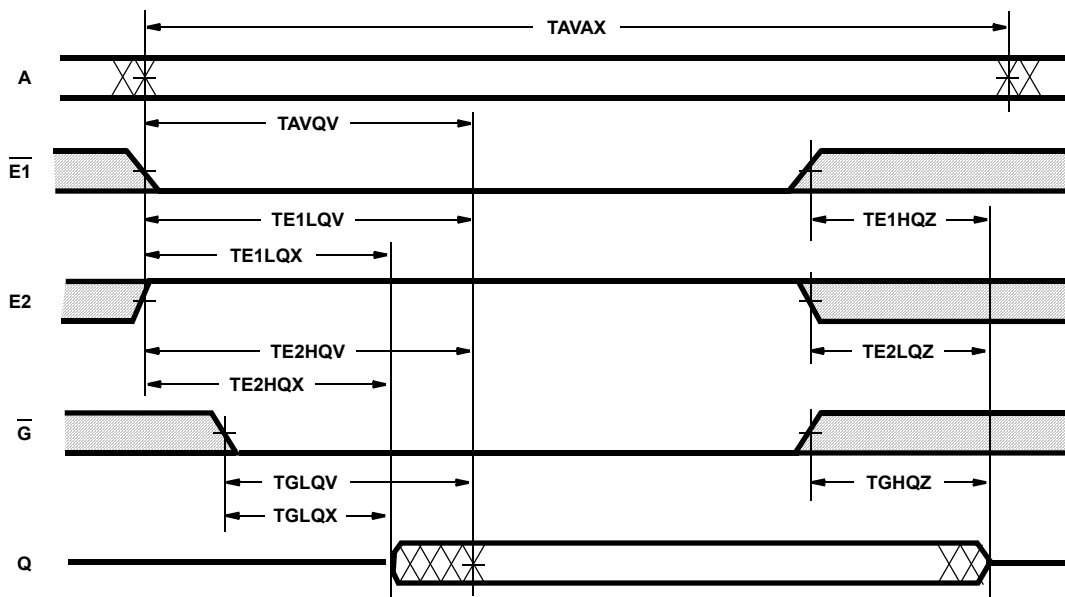 TAVAX
A
TAVQV
E1
TE1LQV
TE1HQZ
TE1LQX
E2
TE2HQV
TE2LQZ
TE2HQX
G
TGLQV
TGHQZ
TGLQX
Q